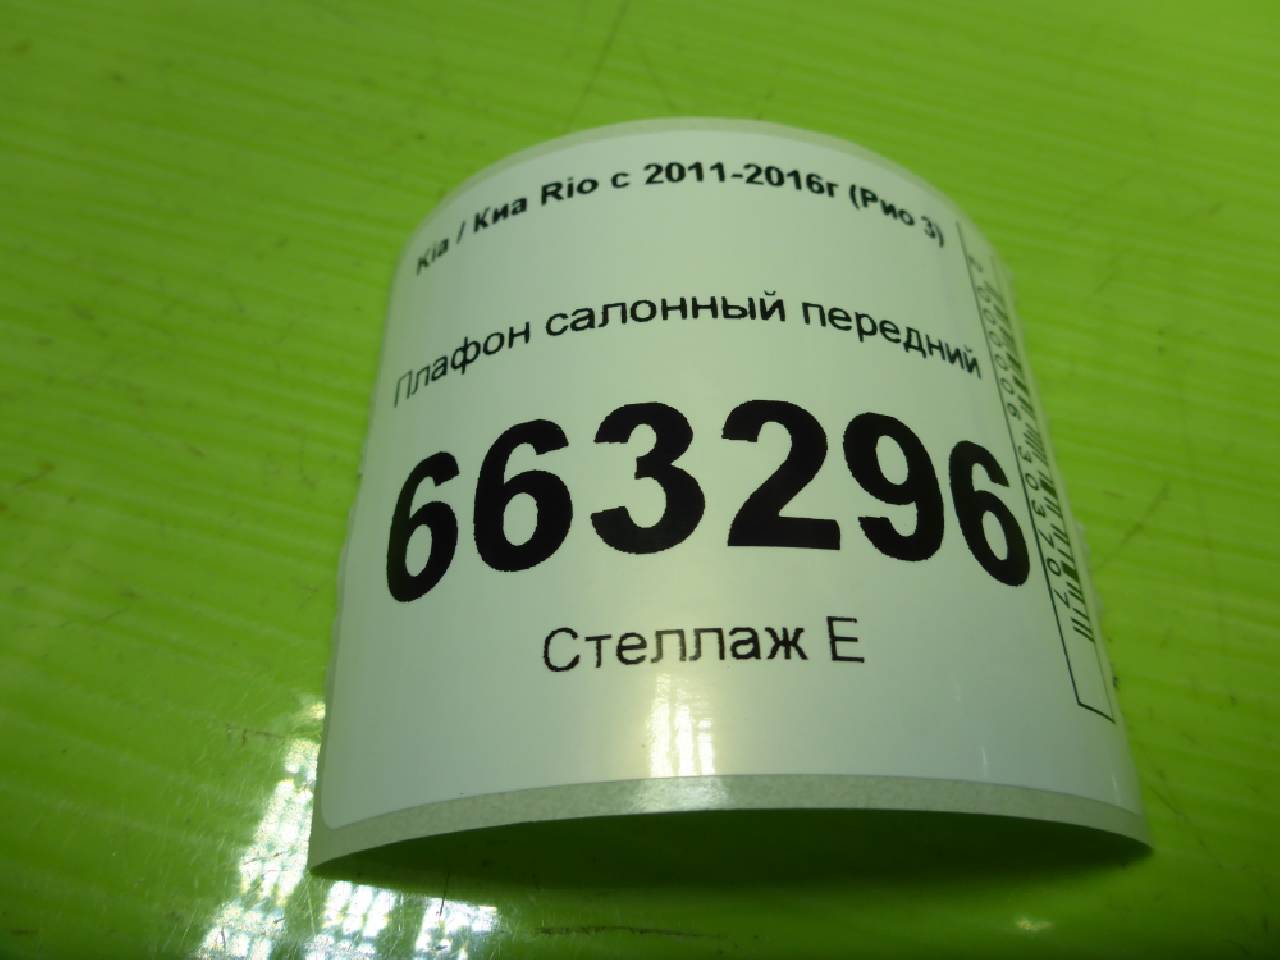 Kia / Киа Rio с 2011-2016г (Рио 3)
Плафон салонный передний
663296
Стеллаж Е